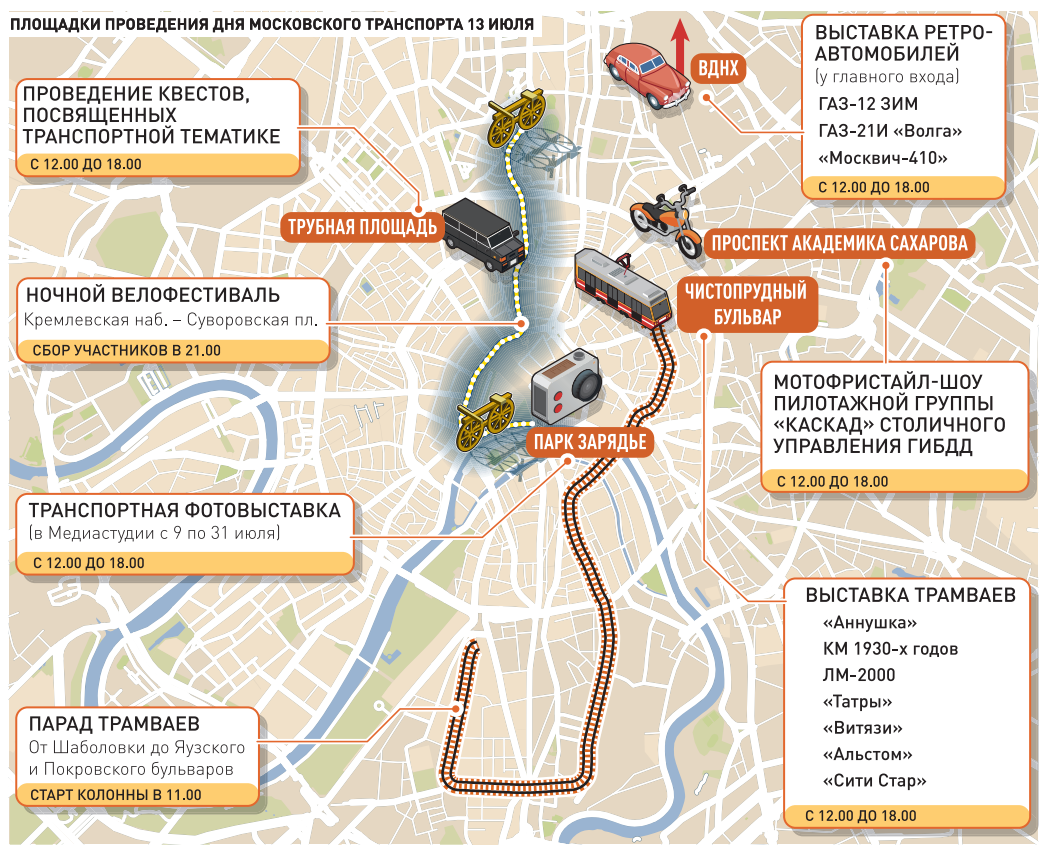 ПЛОЩАДКИ ПРОВЕДЕНИЯ ДНЯ МОСКОВСКОГО ТРАНСПОРТА 13 ИЮЛЯ
ПРОВЕДЕНИЕ КВЕСТОВ,
ПОСВЯЩЕННЫХ
ТРАНСПОРТНОЙ ТЕМАТИКЕ
С 12.00 ДО 18.00
ТРУБНАЯ ПЛОЩАДЬ
ВДНХ
ВЫСТАВКА РЕТРО-
АВТОМОБИЛЕЙ
(у главного входа)
ГАЗ-12 ЗИМ
ГАЗ-21И «Волга»
«Москвич-410»
С 12.00 ДО 18.00
ПРОСПЕКТ АКАДЕМИКА САХАРОВА
ЧИСТОПРУДНЫЙ
БУЛЬВАР
НОЧНОЙ ВЕЛОФЕСТИВАЛЬ
Кремлевская наб. – Суворовская пл.
СБОР УЧАСТНИКОВ В 21.00
МОТОФРИСТАЙЛ-ШОУ
ПИЛОТАЖНОЙ ГРУППЫ
«КАСКАД» СТОЛИЧНОГО
УПРАВЛЕНИЯ ГИБДД
С 12.00 ДО 18.00
ПАРК ЗАРЯДЬЕ
ТРАНСПОРТНАЯ ФОТОВЫСТАВКА
(в Медиастудии с 9 по 31 июля)
С 12.00 ДО 18.00
ВЫСТАВКА ТРАМВАЕВ
«Аннушка»
КМ 1930-х годов
ЛМ-2000
«Татры»
«Витязи»
«Альстом»
«Сити Стар»
С 12.00 ДО 18.00
ПАРАД ТРАМВАЕВ
От Шаболовки до Яузского
и Покровского бульваров
СТАРТ КОЛОННЫ В 11.00